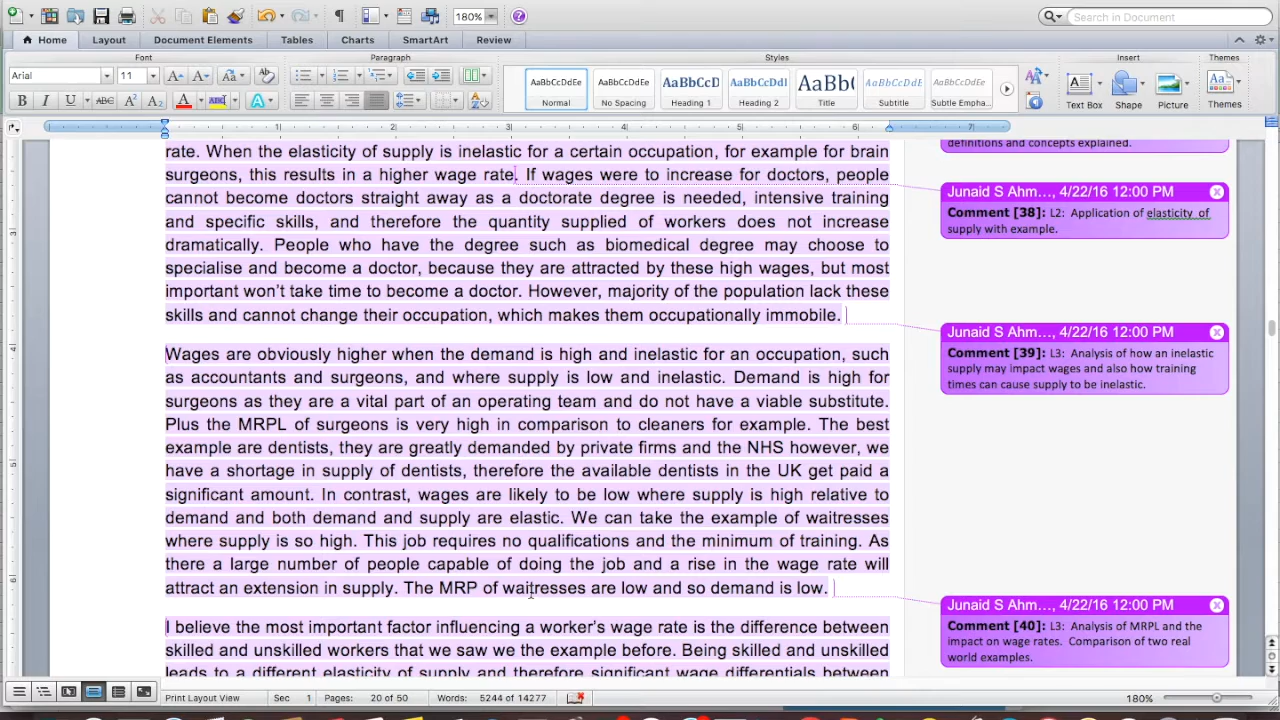 180%
Search in Document
Home
Layout
Document Elements
Tables
Charts
SmartArt
Review
Font
Paragraph
Styles
Insert
Themes
Arial
11
AaBbCcDdEe
Normal
AaBbCcDdEe
No Spacing
AaBbCcD
Heading 1
AaBbCcDdI
Heading 2
AaBb(
Title
AaBbCcDdE
Subtitle
AaBbCcDdEe
Subtle Empha...
Text Box
Shape
Picture
Themes
rate. When the elasticity of supply is inelastic for a certain occupation, for example for brain
surgeons, this results in a higher wage rate. If wages were to increase for doctors, people
cannot become doctors straight away as a doctorate degree is needed, intensive training
and specific skills, and therefore the quantity supplied of workers does not increase
dramatically. People who have the degree such as biomedical degree may choose to
specialise and become a doctor, because they are attracted by these high wages, but most
important won't take time to become a doctor. However, majority of the population lack these
skills and cannot change their occupation, which makes them occupationally immobile.
Wages are obviously higher when the demand is high and inelastic for an occupation, such
as accountants and surgeons, and where supply is low and inelastic. Demand is high for
surgeons as they are vital part of an operating team and do not have a viable substitute.
Plus the MRPL of surgeons is very high in comparison to cleaners for example. The best
example are dentists, they are greatly demanded by private firms and the NHS however, we
have a shortage in supply of dentists, therefore the available dentists in the UK get paid a
significant amount. In contrast, wages are likely to be low where supply is high relative to
demand and both demand and supply are elastic. We can take the example of waitresses
where supply is so high. This job requires no qualifications and the minimum of training. As
there a large number of people capable of doing the job and a rise in the wage rate will
attract an extension in supply. The MRP of waitresses are low and so demand is low.
I believe the most important factor influencing a worker's wage rate is the difference between
skilled and unskilled workers that we saw we the example before. Being skilled and unskilled
leads to a different elasticity of supply and therefore significant wage differentials between
definitions and concepts explained.
Junaid S Ahm..., 4/22/16 12:00 PM
Comment [38]: L2: Application of elasticity of
supply with example.
Junaid S Ahm..., 4/22/16 12:00 PM
Comment [39]: L3: Analysis of how an inelastic
supply may impact wages and also how training
times can cause supply to be inelastic.
Junaid S Ahm..., 4/22/16 12:00 PM
Comment [40]: L3: Analysis of MRPL and the
impact on wage rates. Comparison of two real
world examples.
Print Layout View
Sec 1
Pages: 20 of 50
Words: 5244 of 14277
180%